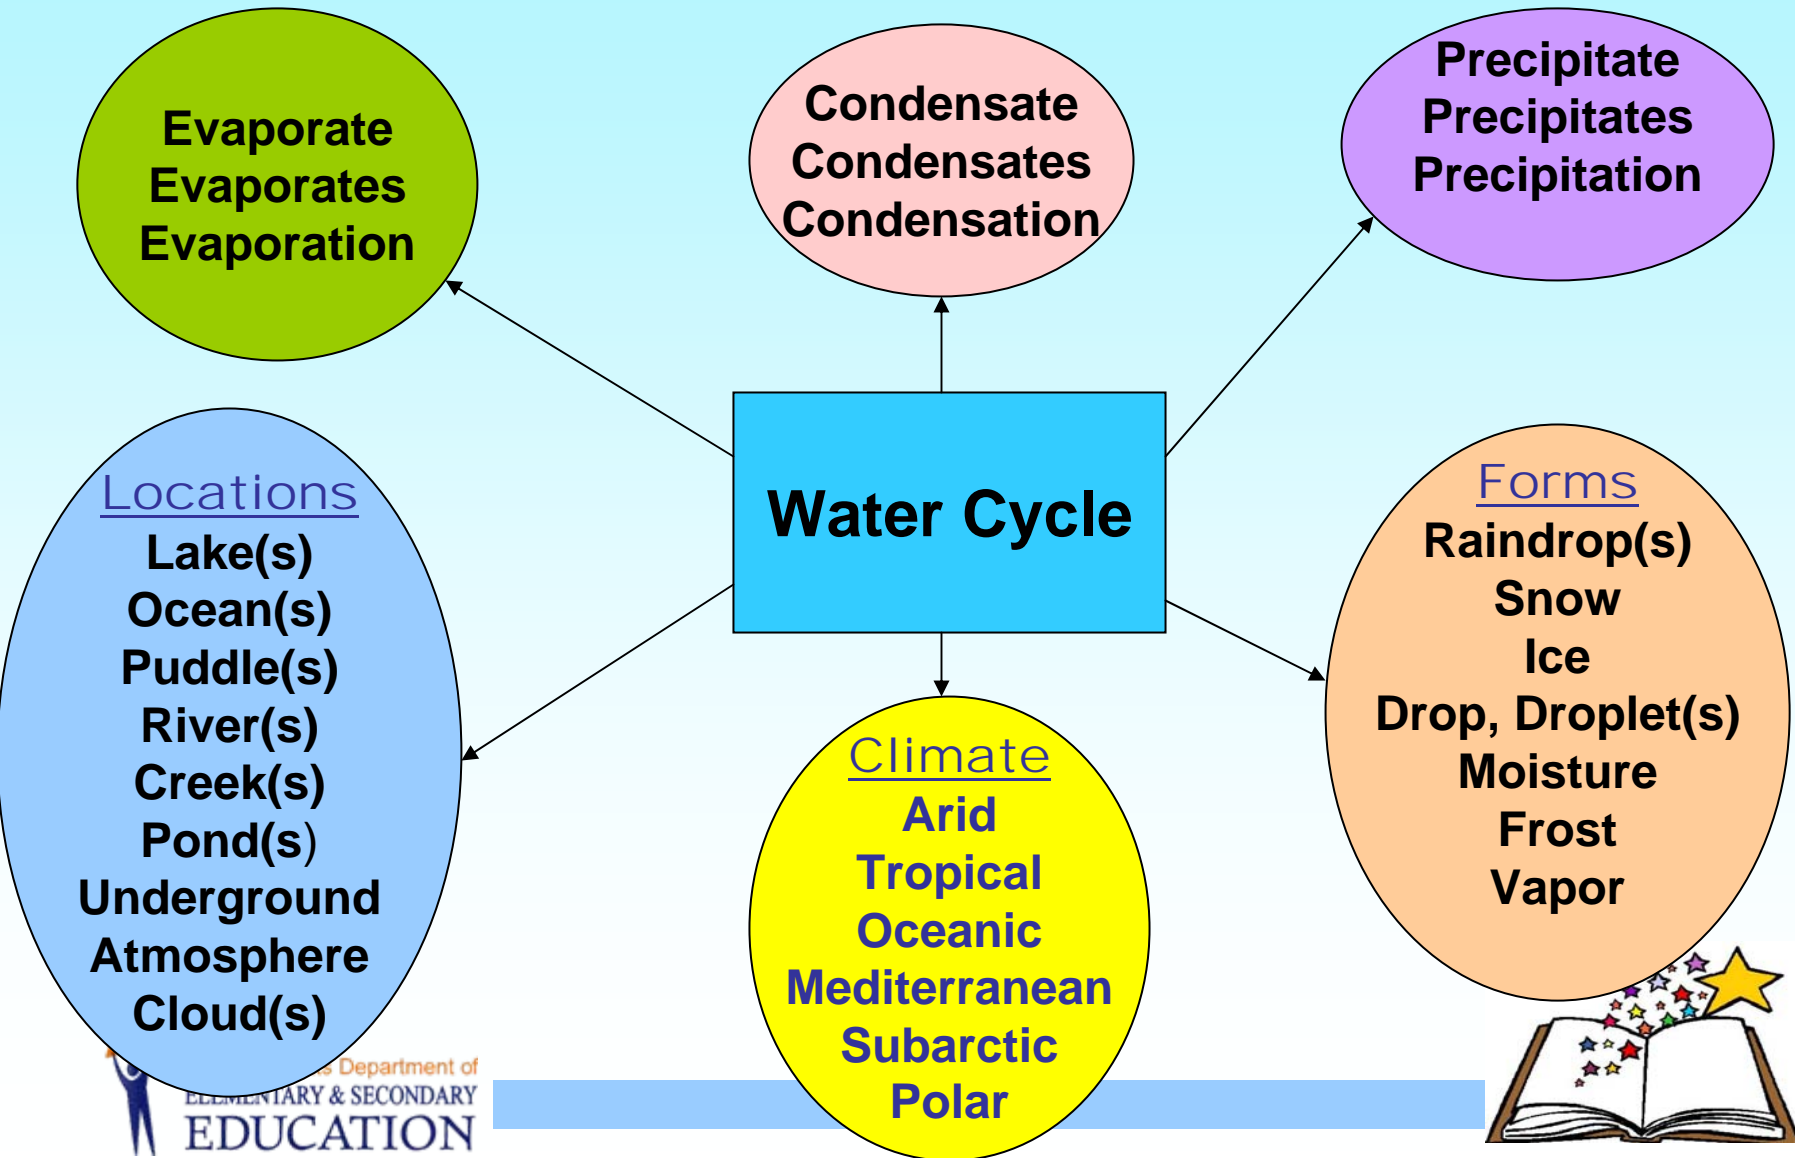 Evaporate
Evaporates
Evaporation
Condensate
Condensates
Condensation
Precipitate
Precipitates
Precipitation
Water Cycle
Locations
Lake(s)
Ocean(s)
Puddle(s)
River(s)
Creek(s)
Pond(s)
Underground
Atmosphere
Cloud(s)
Climate
Arid
Tropical
Oceanic
Mediterranean
Subarctic
Polar
Forms
Raindrop(s)
Snow
Ice
Drop, Droplet(s)
Moisture
Frost
Vapor
Department of
ELEMENTARY & SECONDARY
EDUCATION